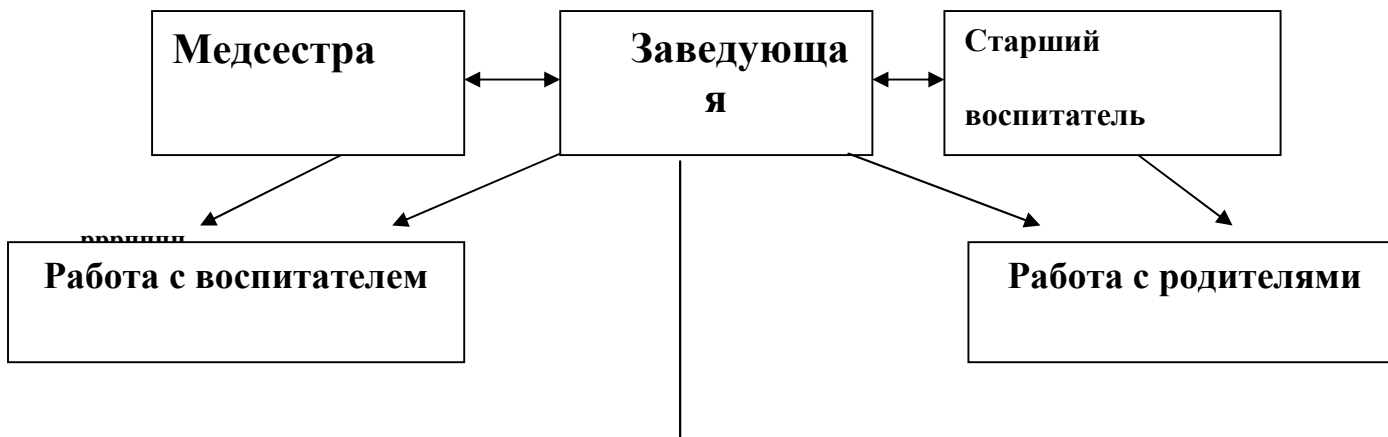 Медсестра
Заведующа
я
Старший
воспитатель
Работа с воспитателем
Работа с родителями